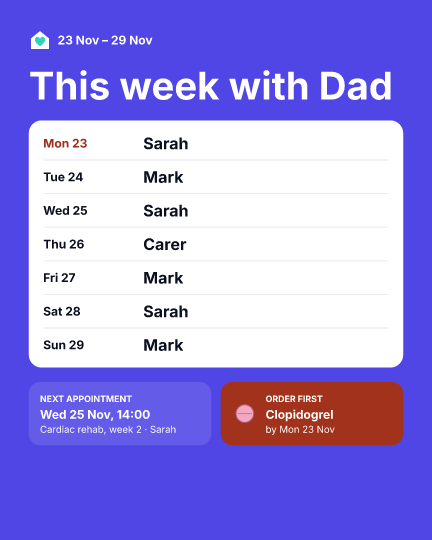 23 Nov – 29 Nov
This week with Dad
Mon 23 Sarah
Tue 24 Mark
Wed 25 Sarah
Thu 26 Carer
Fri 27 Mark
Sat 28 Sarah
Sun 29 Mark
NEXT APPOINTMENT
Wed 25 Nov, 14:00
Cardiac rehab, week 2 · Sarah
ORDER FIRST
Clopidogrel
by Mon 23 Nov